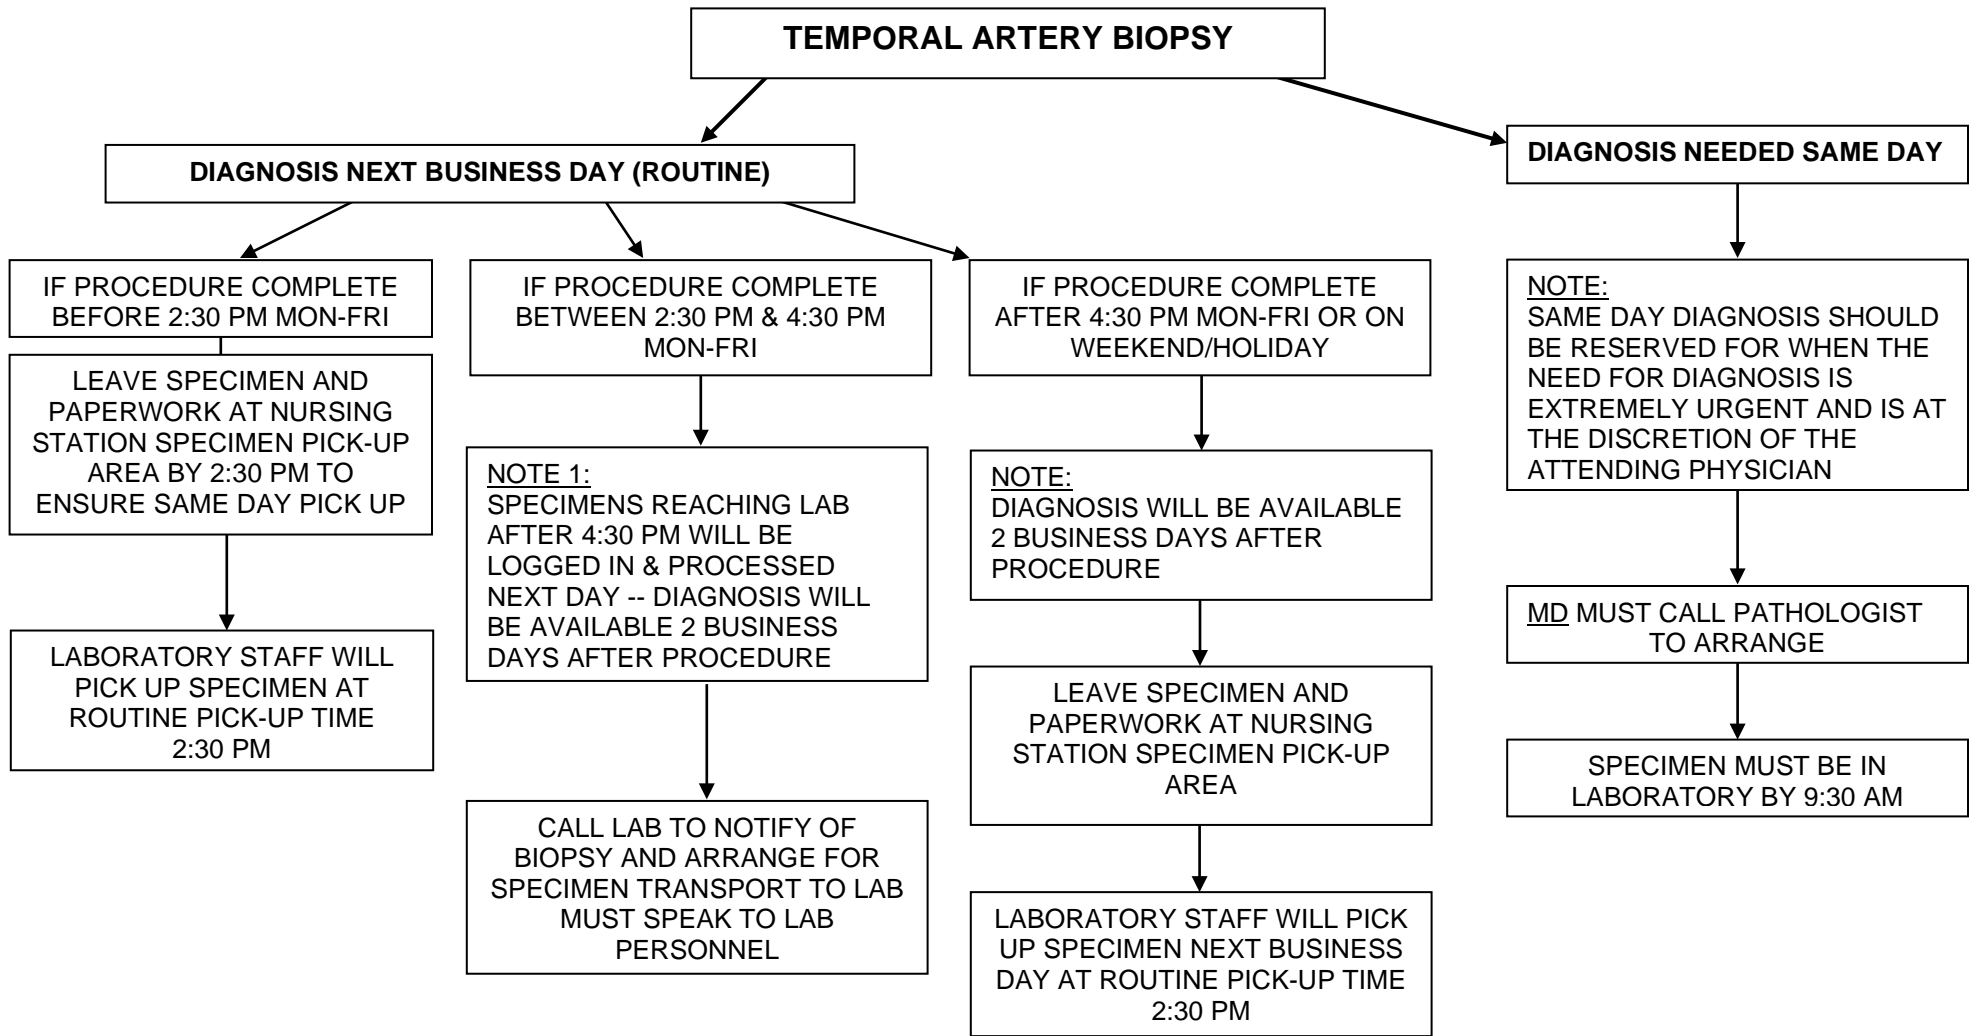 TEMPORAL ARTERY BIOPSY
DIAGNOSIS NEXT BUSINESS DAY (ROUTINE)
DIAGNOSIS NEEDED SAME DAY
IF PROCEDURE COMPLETE
BEFORE 2:30 PM MON-FRI
LEAVE SPECIMEN AND
PAPERWORK AT NURSING
STATION SPECIMEN PICK-UP
AREA BY 2:30 PM TO
ENSURE SAME DAY PICK UP
LABORATORY STAFF WILL
PICK UP SPECIMEN AT
ROUTINE PICK-UP TIME
2:30 PM
IF PROCEDURE COMPLETE
BETWEEN 2:30 PM & 4:30 PM
MON-FRI
NOTE 1:
SPECIMENS REACHING LAB
AFTER 4:30 PM WILL BE
LOGGED IN & PROCESSED
NEXT DAY -- DIAGNOSIS WILL
BE AVAILABLE 2 BUSINESS
DAYS AFTER PROCEDURE
CALL LAB TO NOTIFY OF
BIOPSY AND ARRANGE FOR
SPECIMEN TRANSPORT TO LAB
MUST SPEAK TO LAB
PERSONNEL
IF PROCEDURE COMPLETE
AFTER 4:30 PM MON-FRI OR ON
WEEKEND/HOLIDAY
NOTE:
DIAGNOSIS WILL BE AVAILABLE
2 BUSINESS DAYS AFTER
PROCEDURE
LEAVE SPECIMEN AND
PAPERWORK AT NURSING
STATION SPECIMEN PICK-UP
AREA
LABORATORY STAFF WILL PICK
UP SPECIMEN NEXT BUSINESS
DAY AT ROUTINE PICK-UP TIME
2:30 PM
NOTE:
SAME DAY DIAGNOSIS SHOULD
BE RESERVED FOR WHEN THE
NEED FOR DIAGNOSIS IS
EXTREMELY URGENT AND IS AT
THE DISCRETION OF THE
ATTENDING PHYSICIAN
MD MUST CALL PATHOLOGIST
TO ARRANGE
SPECIMEN MUST BE IN
LABORATORY BY 9:30 AM